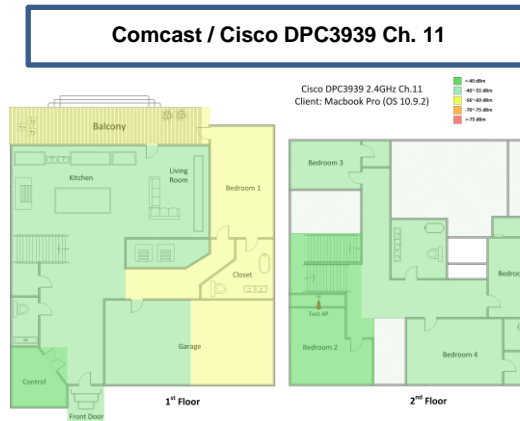 Comcast / Cisco DPC3939 Ch. 11
Cisco DPC3939 2.4GHz Ch.11
Client: Macbook Pro (OS 10.9.2)
<-40 dBm
-40~-55 dBm
-56~-69 dBm
-70~-75 dBm
>-75 dBm
Balcony
Kitchen
Living
Room
Bedroom 1
Closet
Garage
Control
Front Door
1st Floor
Bedroom 3
Bedroo
Test AP
Bedroom 2
Bedroom 4
2nd Floor